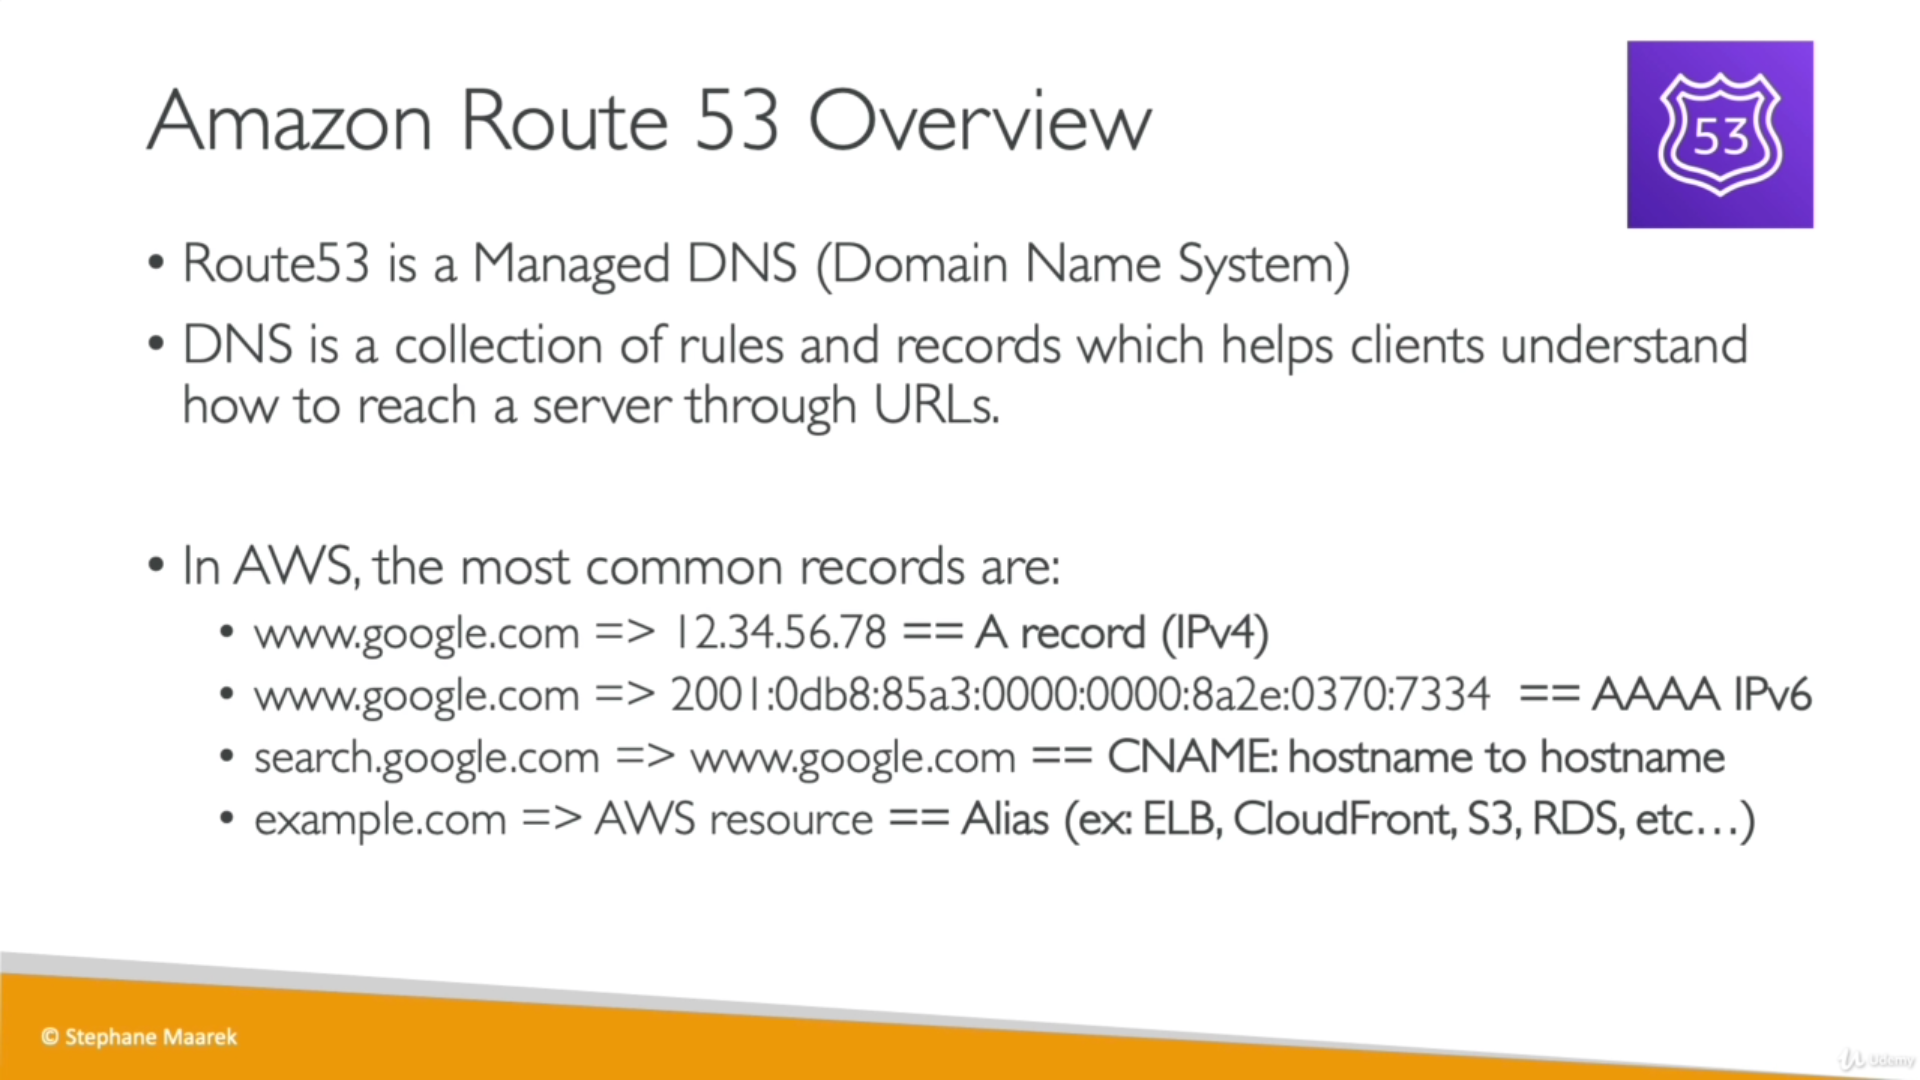 Amazon Route 53 Overview
53
• Route53 is a Managed DNS (Domain Name System)
• DNS is a collection of rules and records which helps clients understand
how to reach a server through URLs.
• In AWS, the most common records are:
• www.google.com => 12.34.56.78 == A record (IPv4)
• www.google.com => 2001:0db8:85a3:0000:0000:8a2e:0370:7334 == AAAA IPv6
• search.google.com => www.google.com == CNAME: hostname to hostname
• example.com => AWS resource == Alias (ex: ELB, CloudFront, S3, RDS, etc…)
© Stephane Maarek
Udemy